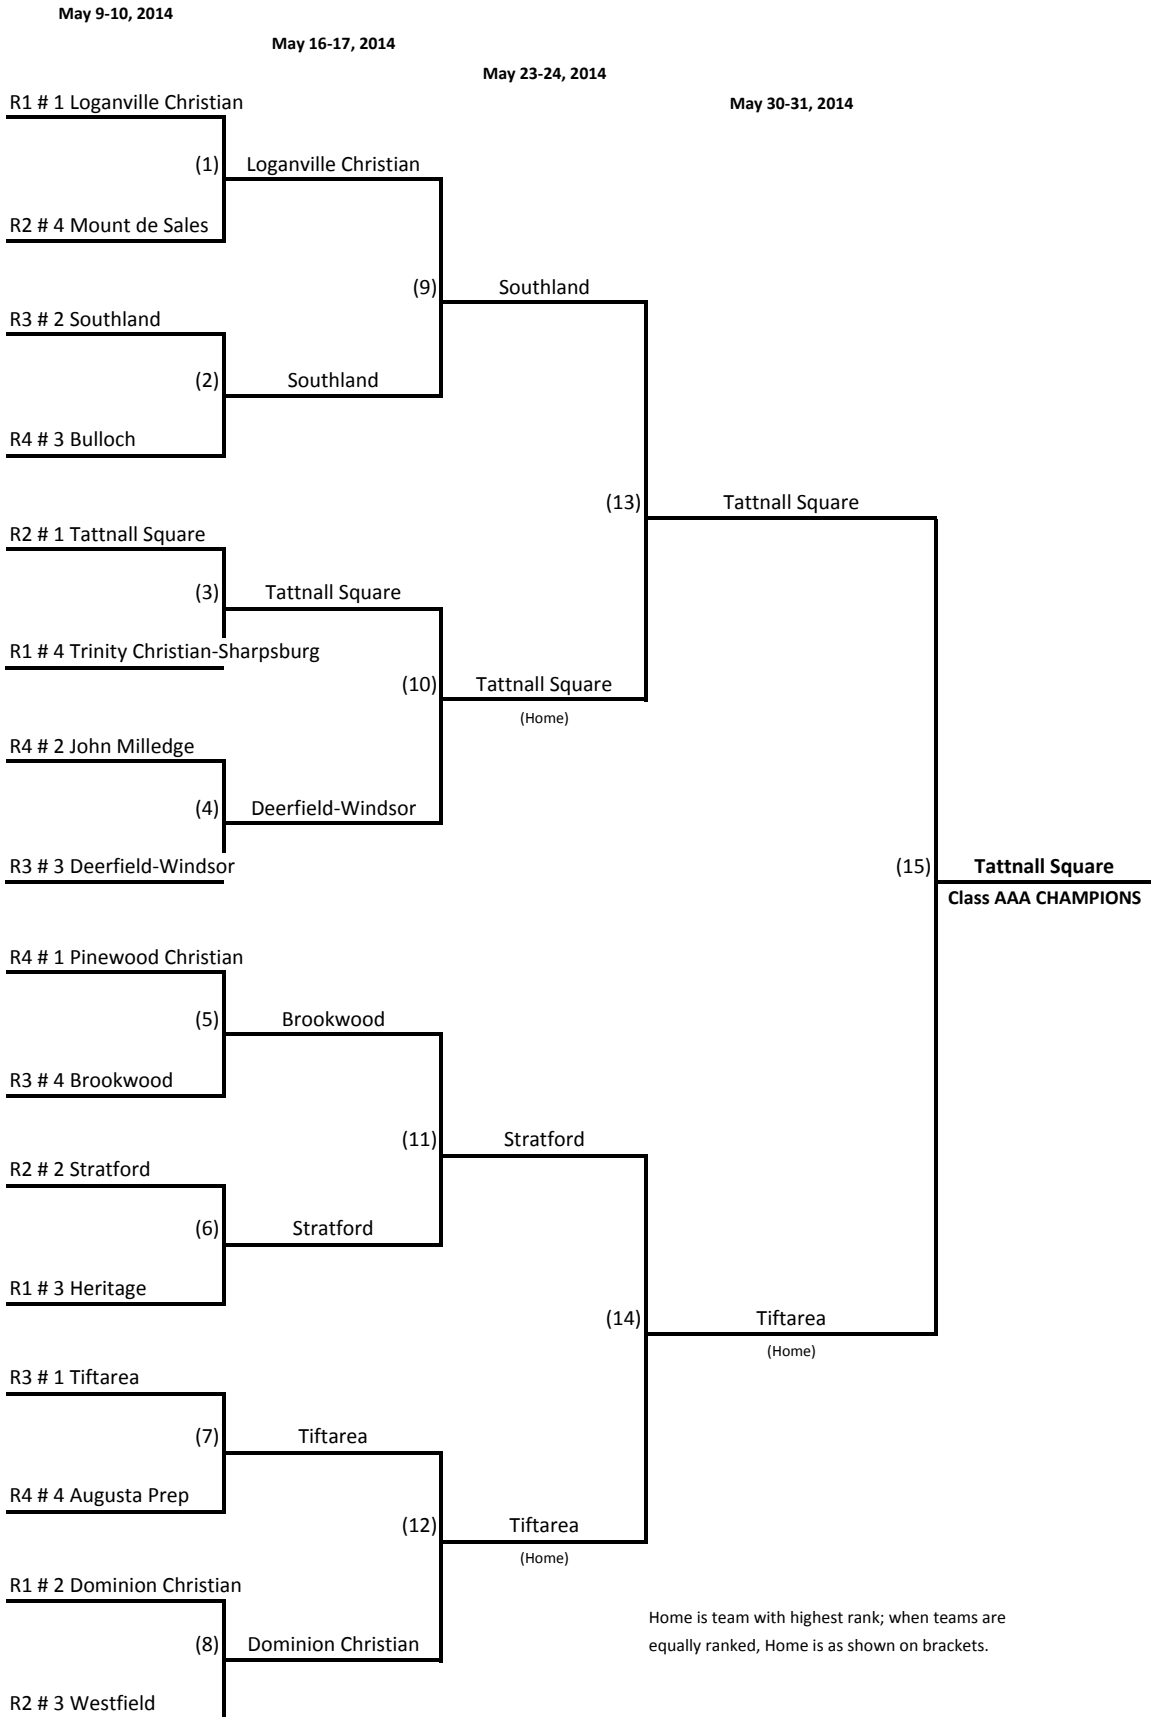 May 9-10, 2014
May 16-17, 2014
May 23-24, 2014
May 30-31, 2014
R1 # 1 Loganville Christian
(1) Loganville Christian
R2 # 4 Mount de Sales
(9) Southland
R3 # 2 Southland
(2) Southland
R4 # 3 Bulloch
(13) Tattnall Square
R2 # 1 Tattnall Square
(3) Tattnall Square
R1 # 4 Trinity Christian-Sharpsburg
(10) Tattnall Square
(Home)
R4 # 2 John Milledge
(4) Deerfield-Windsor
R3 # 3 Deerfield-Windsor
(15) Tattnall Square
Class AAA CHAMPIONS
R4 # 1 Pinewood Christian
(5) Brookwood
R3 # 4 Brookwood
(11) Stratford
R2 # 2 Stratford
(6) Stratford
R1 # 3 Heritage
(14) Tiftarea
(Home)
R3 # 1 Tiftarea
(7) Tiftarea
R4 # 4 Augusta Prep
(12) Tiftarea
(Home)
R1 # 2 Dominion Christian
Home is team with highest rank; when teams are
equally ranked, Home is as shown on brackets.
(8) Dominion Christian
R2 # 3 Westfield